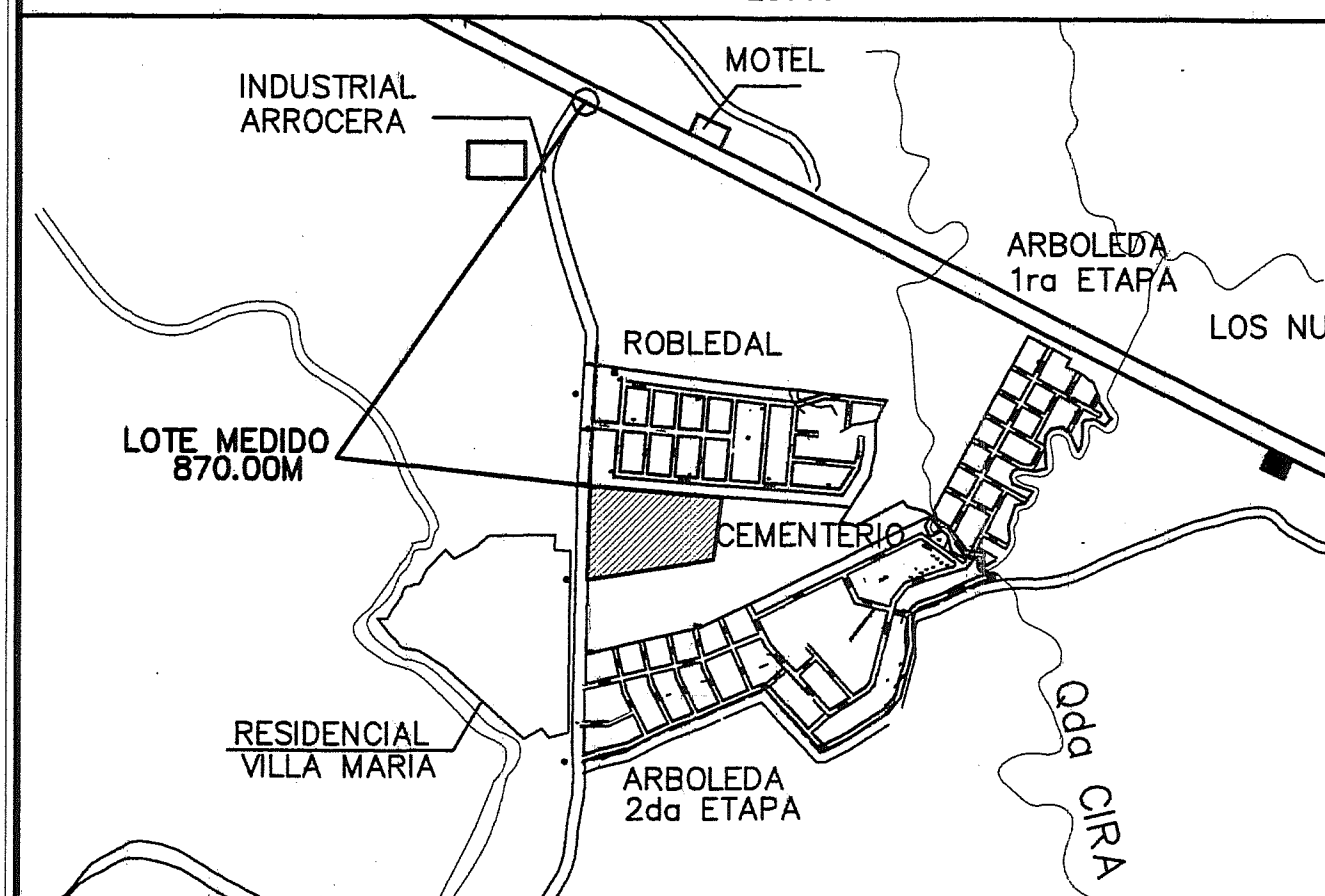 MOTEL
INDUSTRIAL
ARROCERA
ARBOLEDA
1ra ETAPA
LOS NU
ROBLEDAL
LOTE MEDIDO
870.00M
CEMENTERIO
RESIDENCIAL
VILLA MARIA
ARBOLEDA
2da ETAPA
Qda CIRA